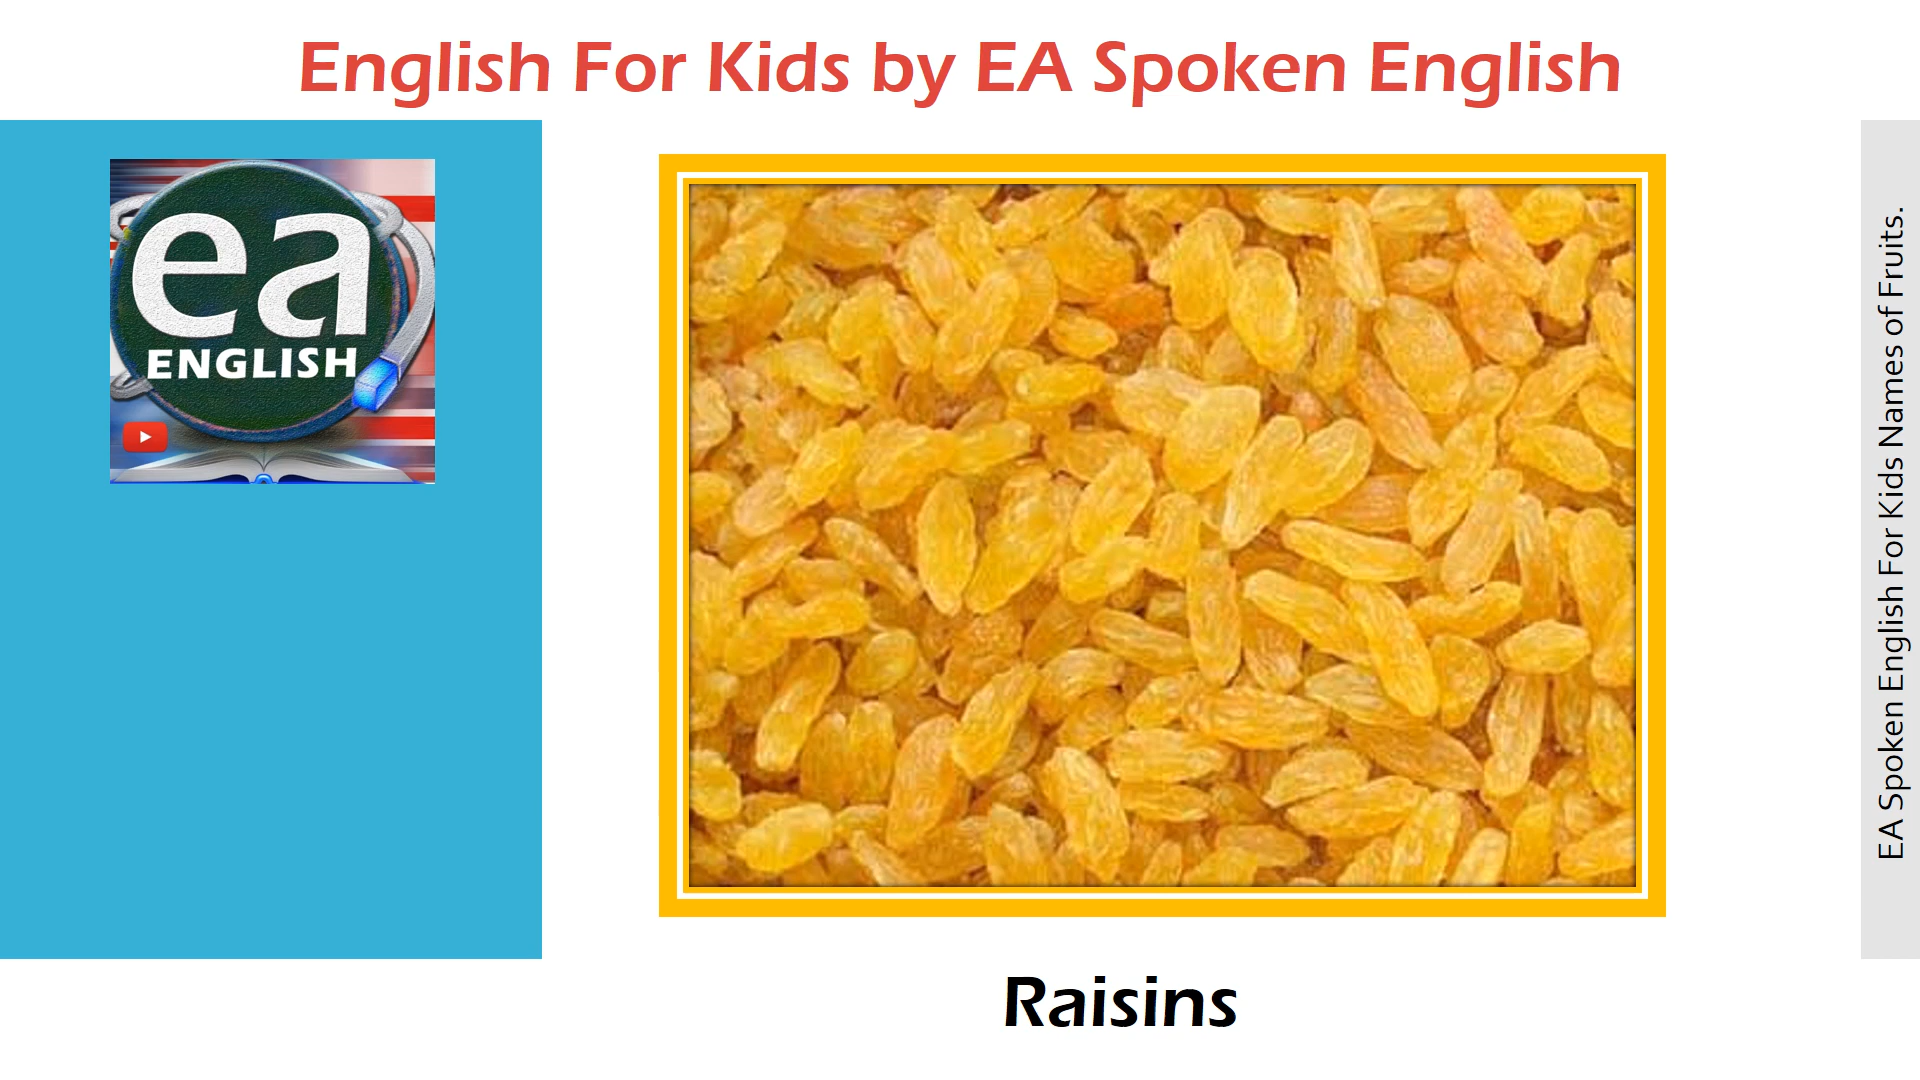 English For Kids by EA Spoken English
ea
ENGLISH
Raisins
EA Spoken English For Kids Names of Fruits.